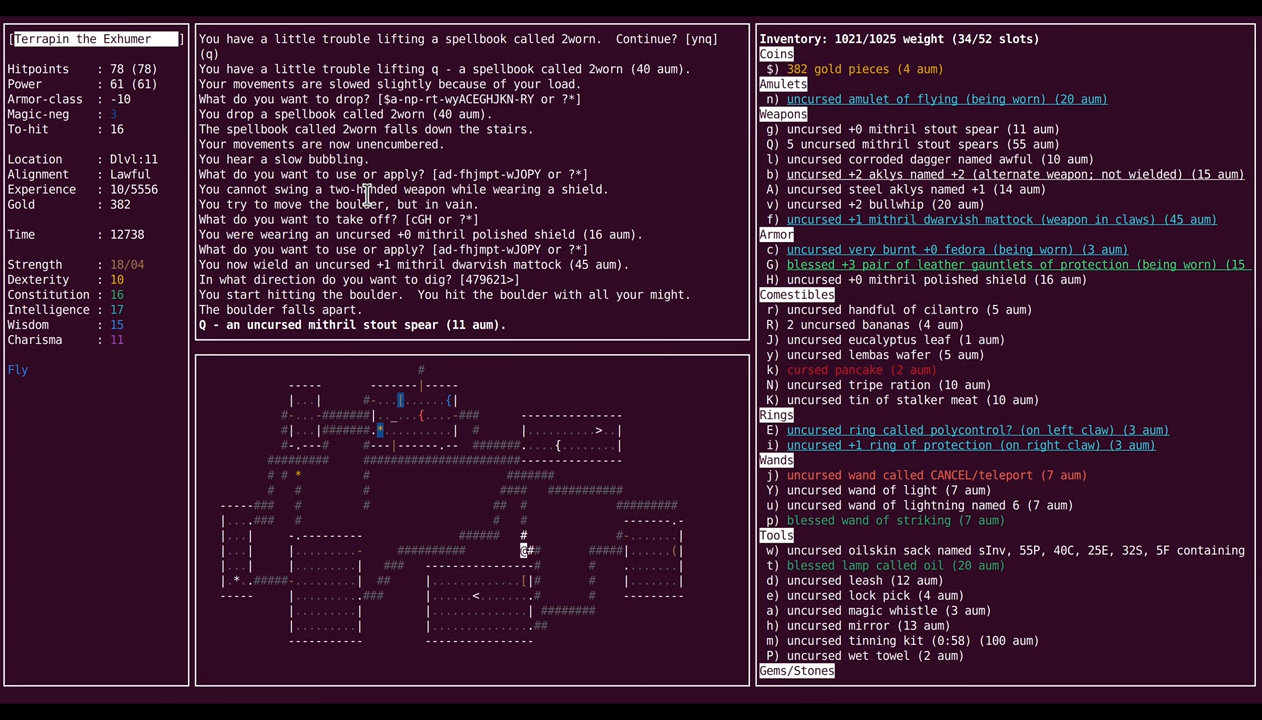 [Terrapin the Exhumer ]
Hitpoints : 78 (78)
Power : 61 (61)
Armor-class : -10
Magic-neg : 3
To-hit : 16
Location : Dlvl:11
Alignment : Lawful
Experience : 10/5556
Gold : 382
Time : 12738
Strength : 18/04
Dexterity : 10
Constitution : 16
Intelligence : 17
Wisdom : 15
Charisma : 11
Fly
You have a little trouble lifting a spellbook called 2worn. Continue? [ynq]
(q)
You have a little trouble lifting q - a spellbook called 2worn (40 aum).
Your movements are slowed slightly because of your load.
What do you want to drop? [$a-np-rt-wyACEGHJKN-RY or ?*]
You drop a spellbook called 2worn (40 aum).
The spellbook called 2worn falls down the stairs.
Your movements are now unencumbered.
You hear a slow bubbling.
What do you want to use or apply? [ad-fhjmpt-wJOPY or ?*]
You cannot swing a two-handed weapon while wearing a shield.
You try to move the boulder, but in vain.
What do you want to take off? [cGH or ?*]
You were wearing an uncursed +0 mithril polished shield (16 aum).
What do you want to use or apply? [ad-fhjmpt-wJOPY or ?*]
You now wield an uncursed +1 mithril dwarvish mattock (45 aum).
In what direction do you want to dig? [479621>]
You start hitting the boulder. You hit the boulder with all your might.
The boulder falls apart.
Q - an uncursed mithril stout spear (11 aum).
Inventory: 1021/1025 weight (34/52 slots)
Coins
$) 382 gold pieces (4 aum)
Amulets
n) uncursed amulet of flying (being worn) (20 aum)
Weapons
g) uncursed +0 mithril stout spear (11 aum)
Q) 5 uncursed mithril stout spears (55 aum)
l) uncursed corroded dagger named awful (10 aum)
b) uncursed +2 aklys named +2 (alternate weapon; not wielded) (15 aum)
A) uncursed steel aklys named +1 (14 aum)
v) uncursed +2 bullwhip (20 aum)
f) uncursed +1 mithril dwarvish mattock (weapon in claws) (45 aum)
Armor
c) uncursed very burnt +0 fedora (being worn) (3 aum)
G) blessed +3 pair of leather gauntlets of protection (being worn) (15
H) uncursed +0 mithril polished shield (16 aum)
Comestibles
r) uncursed handful of cilantro (5 aum)
R) 2 uncursed bananas (4 aum)
J) uncursed eucalyptus leaf (1 aum)
y) uncursed lembas wafer (5 aum)
k) cursed pancake (2 aum)
N) uncursed tripe ration (10 aum)
K) uncursed tin of stalker meat (10 aum)
Rings
E) uncursed ring called polycontrol? (on left claw) (3 aum)
i) uncursed +1 ring of protection (on right claw) (3 aum)
Wands
j) uncursed wand called CANCEL/teleport (7 aum)
Y) uncursed wand of light (7 aum)
u) uncursed wand of lightning named 6 (7 aum)
p) blessed wand of striking (7 aum)
Tools
w) uncursed oilskin sack named sInv, 55P, 40C, 25E, 32S, 5F containing
t) blessed lamp called oil (20 aum)
d) uncursed leash (12 aum)
e) uncursed lock pick (4 aum)
a) uncursed magic whistle (3 aum)
h) uncursed mirror (13 aum)
m) uncursed tinning kit (0:58) (100 aum)
P) uncursed wet towel (2 aum)
Gems/Stones